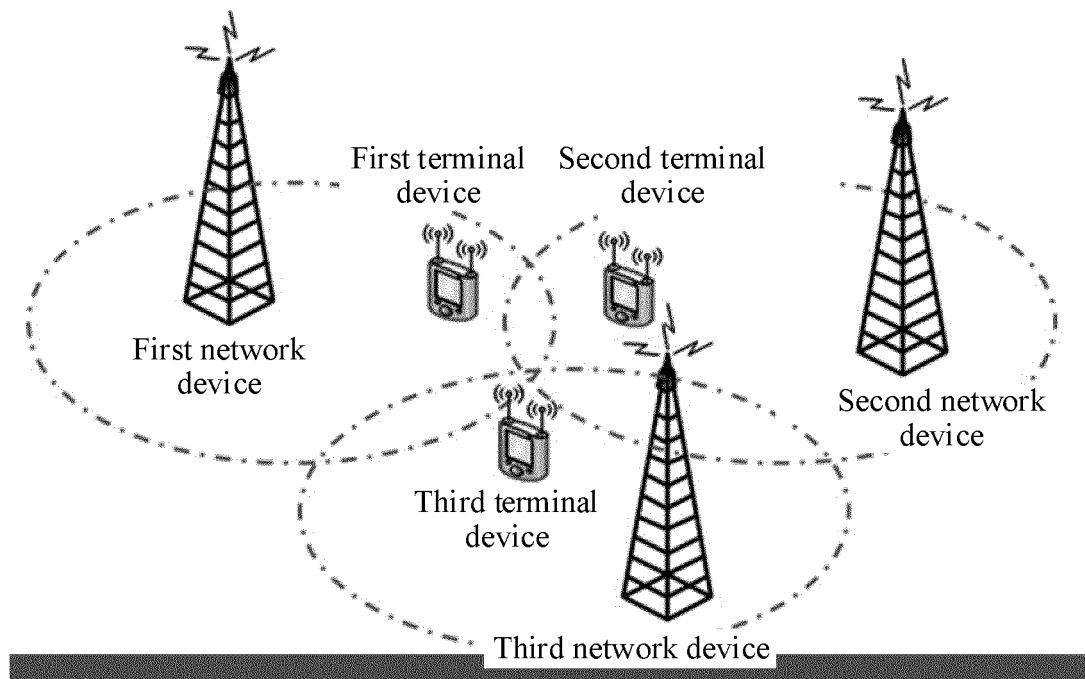 First terminal
device
Second terminal
device
First network
device
Second network
device
Third terminal
device
Third network device